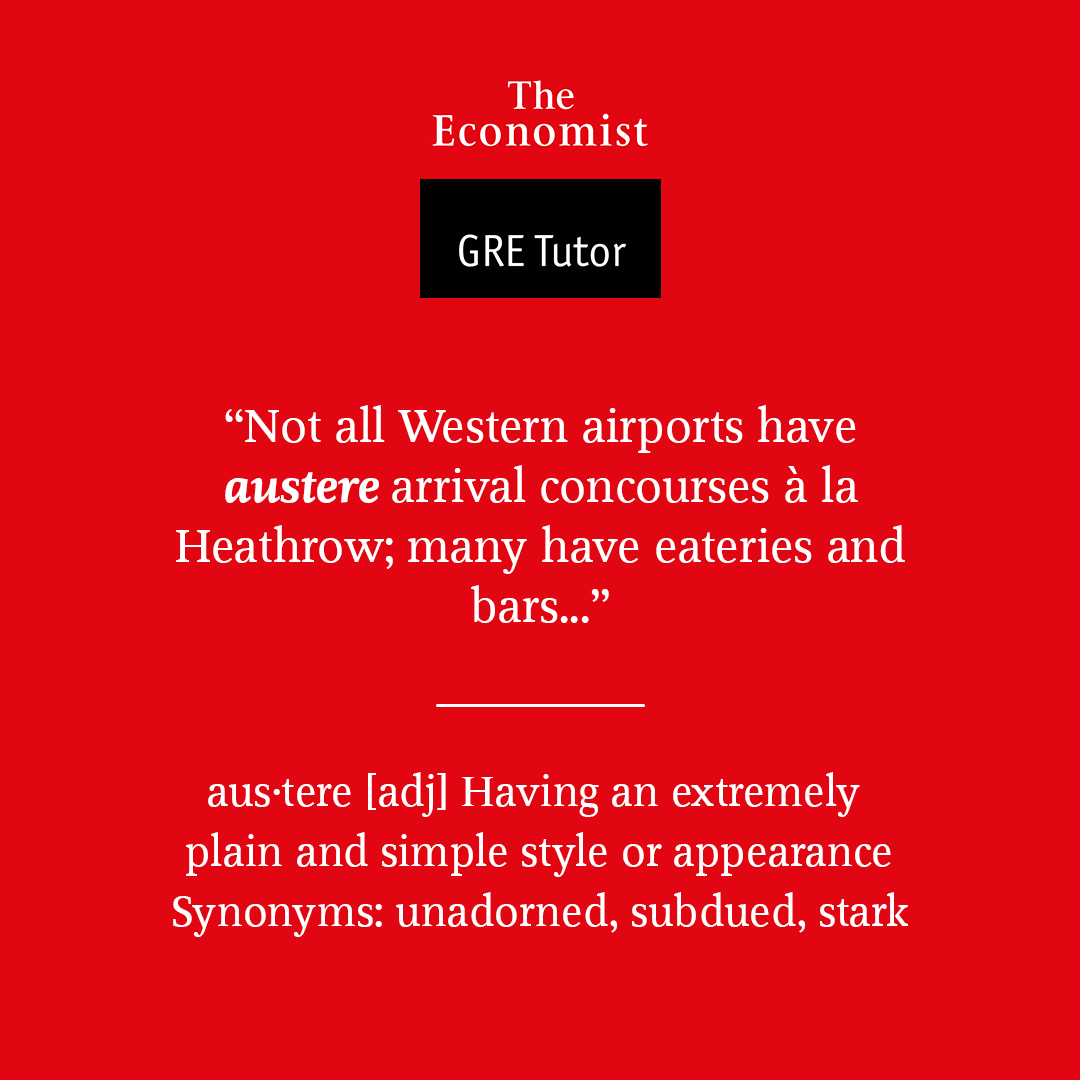 The
Economist
GRE Tutor
“Not all Western airports have
austere arrival concourses à la
Heathrow; many have eateries and
bars...”
aus·tere [adj] Having an extremely
plain and simple style or appearance
Synonyms: unadorned, subdued, stark